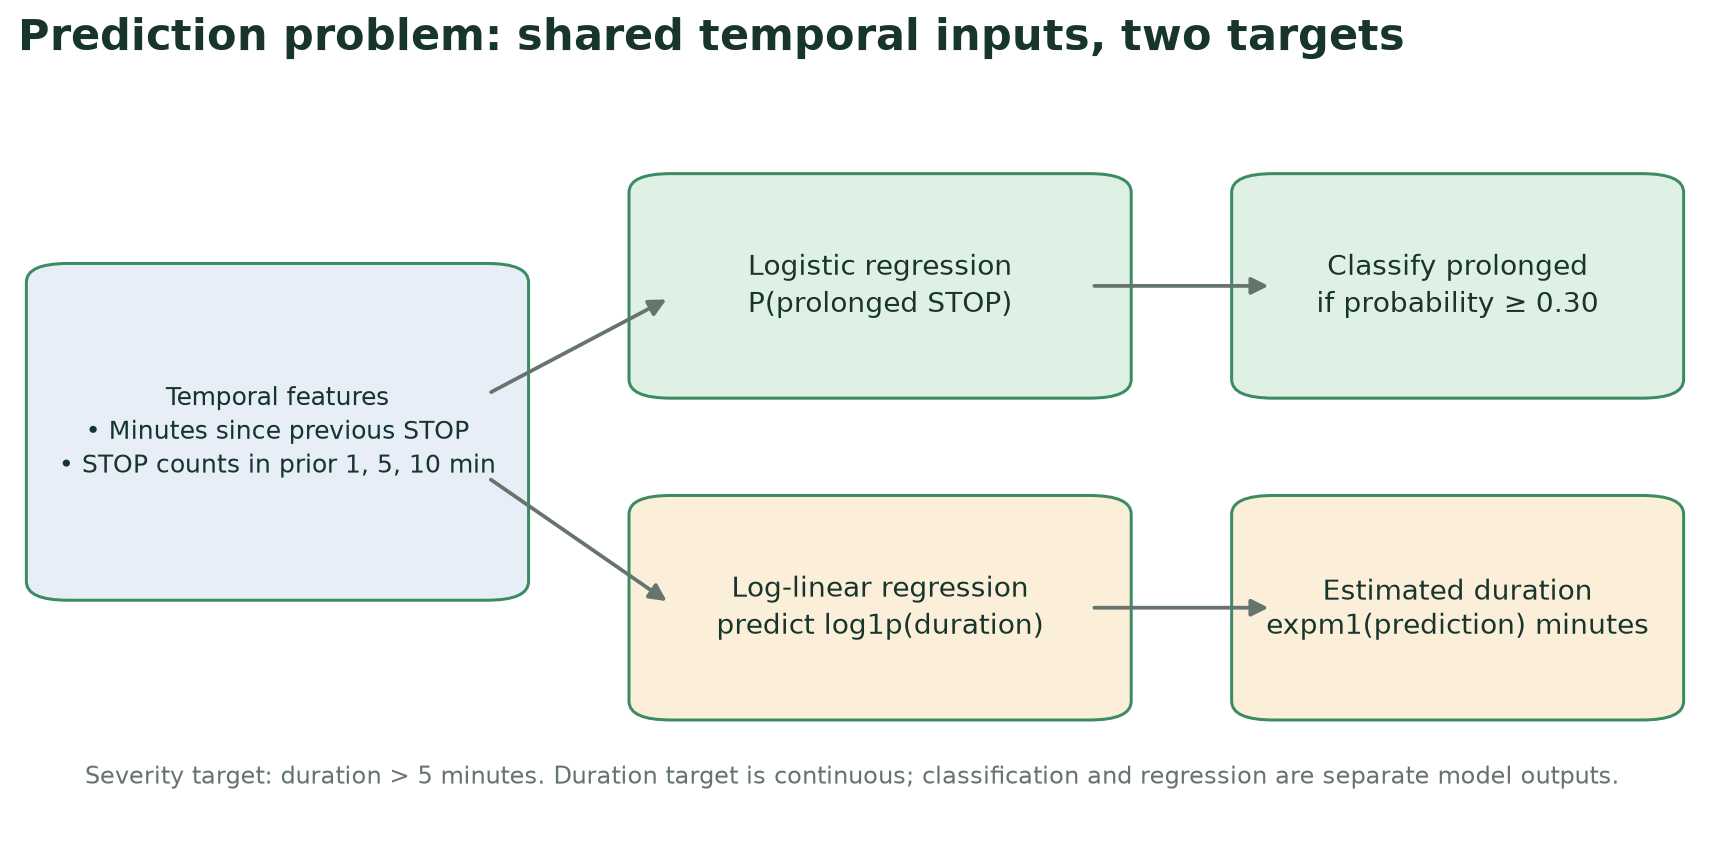 Prediction problem: shared temporal inputs, two targets
Temporal features
• Minutes since previous STOP
• STOP counts in prior 1, 5, 10 min
Logistic regression
P(prolonged STOP)
Classify prolonged
if probability ≥ 0.30
Log-linear regression
predict log1p(duration)
Estimated duration
expm1(prediction) minutes
Severity target: duration > 5 minutes. Duration target is continuous; classification and regression are separate model outputs.